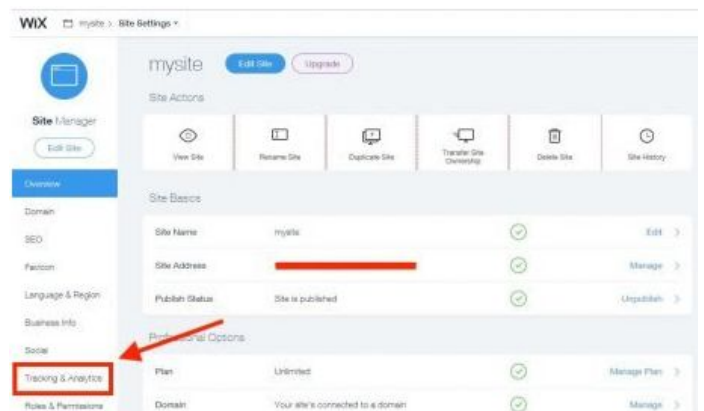 WiX mysite > Site Settings
mysite Edit Site Upgrade
Site Actions
Site Manager
Edit Site
View Site
Rename Site
Duplicate Site
Transfer Site
Ownership
Delete Site
Site History
Overview
Domain
SEO
Favicon
Language & Region
Business Info
Social
Tracking & Analytics
Roles & Permissions
Site Basics
Site Name mysite Edit >
Site Address Manage >
Publish Status Site is published Unpublish >
Professional Options
Plan Unlimited Manage Plan >
Domain Your site's connected to a domain Manage >